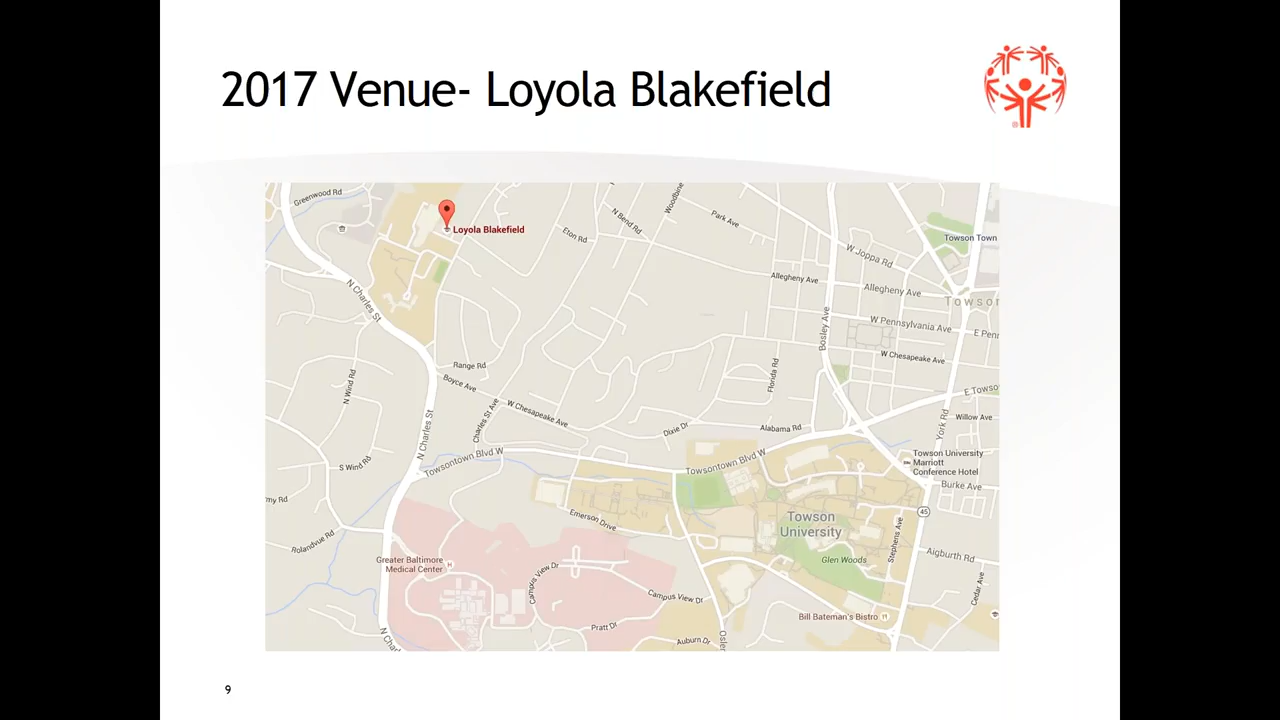 2017 Venue- Loyola Blakefield
®
Greenwood Rd
Loyola Blakefield
Eton Rd
N Bend Rd
Woodbine
Park Ave
W Joppa Rd
Towson Town
Allegheny Ave
Allegheny Ave
Towson
N Charles St
Bosley Ave
W Pennsylvania Ave
E Penn
W Chesapeake Ave
Range Rd
Boyce Ave
N Wind Rd
Florida Rd
E Towso
Charles St Ave
W Chesapeake Ave
Dixie Dr
Alabama Rd
York Rd
Willow Ave
N Charles St
Towsontown Blvd W
Towsontown Blvd W
S Wind Rd
Towson University
Marriott
Conference Hotel
Burke Ave
my Rd
Emerson Drive
Towson
University
45
Stephens Ave
Rolandvue Rd
Greater Baltimore
Medical Center
H
Campus View Dr
Glen Woods
Aigburth Rd
Cedar Ave
Campus View Dr
Bill Bateman's Bistro
Pratt Dr
Auburn Dr
Osler
N Cha
9